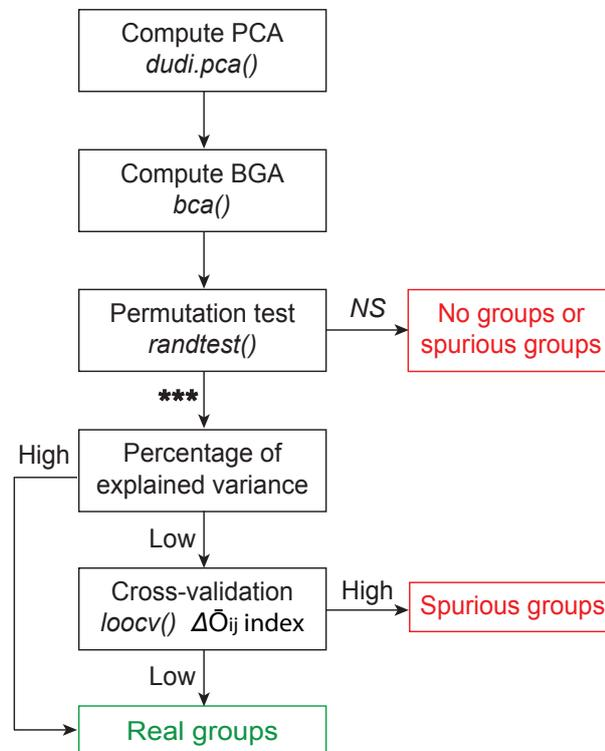 Compute PCA
dudi.pca()
Compute BGA
bca()
Permutation test
randtest()
NS
No groups or
spurious groups
***
High
Percentage of
explained variance
Low
Cross-validation
loocv() ΔŌij index
High
Spurious groups
Low
Real groups